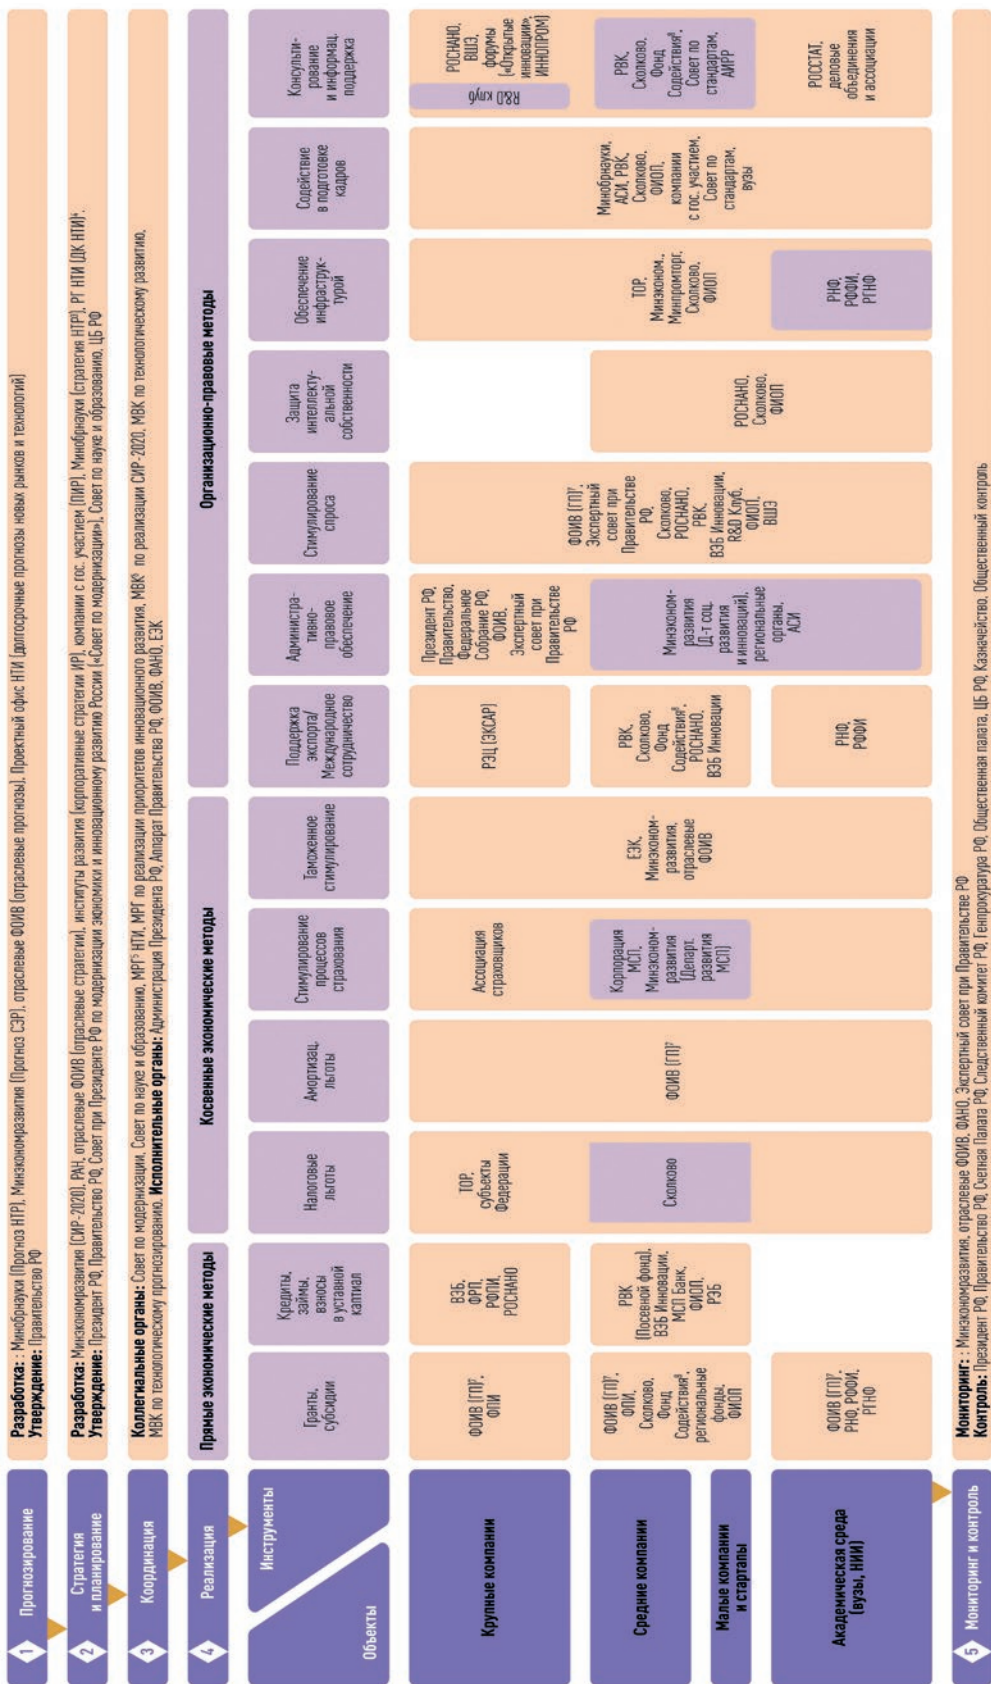 1 Прогнозирование
Разработка: : Минобрнауки (Прогноз НТР), Минэкономразвития (Прогноз СЭР), отраслевые ФОИВ (отраслевые прогнозы), Проектный офис НТИ (долгосрочные прогнозы новых рынков и технологий)
Утверждение: Правительство РФ
2 Стратегия
и планирование
Разработка: Минэкономразвития (СИР-2020), РАН, отраслевые ФОИВ (отраслевые стратегии), институты развития (корпоративные стратегии ИР), компании с гос. участием (ПИР), Минобрнауки (стратегия НТР³), РГ НТИ (ДК НТИ)⁴.
Утверждение: Президент РФ, Правительство РФ, Совет при Президенте РФ по модернизации экономики и инновационному развитию России («Совет по модернизации»), Совет по науке и образованию, ЦБ РФ
3 Координация
Коллегиальные органы: Совет по модернизации, Совет по науке и образованию, МРГ⁵ НТИ, МРГ по реализации приоритетов инновационного развития, МВК⁶ по реализации СИР-2020, МВК по технологическому развитию,
МВК по технологическому прогнозированию. Исполнительные органы: Администрация Президента РФ, Аппарат Правительства РФ, ФОИВ, ФАНО, ЕЭК
4 Реализация
Прямые экономические методы
Косвенные экономические методы
Организационно-правовые методы
Инструменты
Объекты
Гранты,
субсидии
Кредиты,
займы,
взносы
в уставной
каптиал
Налоговые
льготы
Амортизац.
льготы
Стимулирование
процессов
страхования
Таможенное
стимулирование
Поддержка
экспорта/
Международное
сотрудничество
Администра-
тивно-
правовое
обеспечение
Стимулирование
спроса
Защита
интеллекту-
альной
собственности
Обеспечение
инфраструк-
турой
Содействие
в подготовке
кадров
Консульти-
рование
и информац.
поддержка
Крупные компании
ФОИВ (ГП)⁷,
ФПИ
ВЭБ,
ФРП,
РФПИ,
РОСНАНО
ТОР,
субъекты
Федерации
ФОИВ (ГП)⁷
Ассоциация
страховщиков
ЕЭК,
Минэконом-
развития,
отраслевые
ФОИВ
РЭЦ (ЭКСАР)
Президент РФ,
Правительство,
Федеральное
Собрание РФ,
ФОИВ,
Экспертный
совет при
Правительстве
РФ
ФОИВ (ГП)⁷,
Экспертный
совет при
Правительстве
РФ,
Сколково,
РОСНАНО,
РВК,
ВЭБ Инновации,
R&D Клуб,
ФИОП,
ВШЭ
ТОР,
Минэконом.,
Минпромторг,
Сколково,
ФИОП
Минобрнауки,
АСИ, РВК,
Сколково,
ФИОП,
компании
с гос. участием,
Совет по
стандартам,
вузы
РОСНАНО,
ВШЭ,
форумы
(«Открытые
инновации»,
ИННОПРОМ)
R&D клуб
Средние компании
Малые компании
и стартапы
ФОИВ (ГП)⁷,
ФПИ,
Сколково,
Фонд
Содействия⁸,
региональные
фонды,
ФИОП
РВК
(Посевной фонд),
ВЭБ Инновации,
МСП Банк,
ФИОП,
РЭБ
Сколково
Корпорация
МСП,
Минэконом-
развития
(Департ.
развития
МСП)
РВК,
Сколково,
Фонд
Содействия⁸,
РОСНАНО,
ВЭБ Инновации
Минэконом-
развития
(Д-т соц.
развития
и инноваций),
региональные
органы,
АСИ
РОСНАНО,
Сколково,
ФИОП
РВК,
Сколково,
Фонд
Содействия⁸,
Совет по
стандартам,
АИРР
Академическая среда
(вузы, НИИ)
ФОИВ (ГП)⁷,
РНФ, РФФИ,
РГНФ
РНФ,
РФФИ
РНФ,
РФФИ,
РГНФ
РОССТАТ,
деловые
объединения
и ассоциации
5 Мониторинг и контроль
Мониторинг: : Минэкономразвития, отраслевые ФОИВ, ФАНО, Экспертный совет при Правительстве РФ
Контроль: Президент РФ, Правительство РФ, Счетная Палата РФ, Следственный комитет РФ, Генпрокуратура РФ, Общественная палата, ЦБ РФ, Казначейство, Общественный контроль